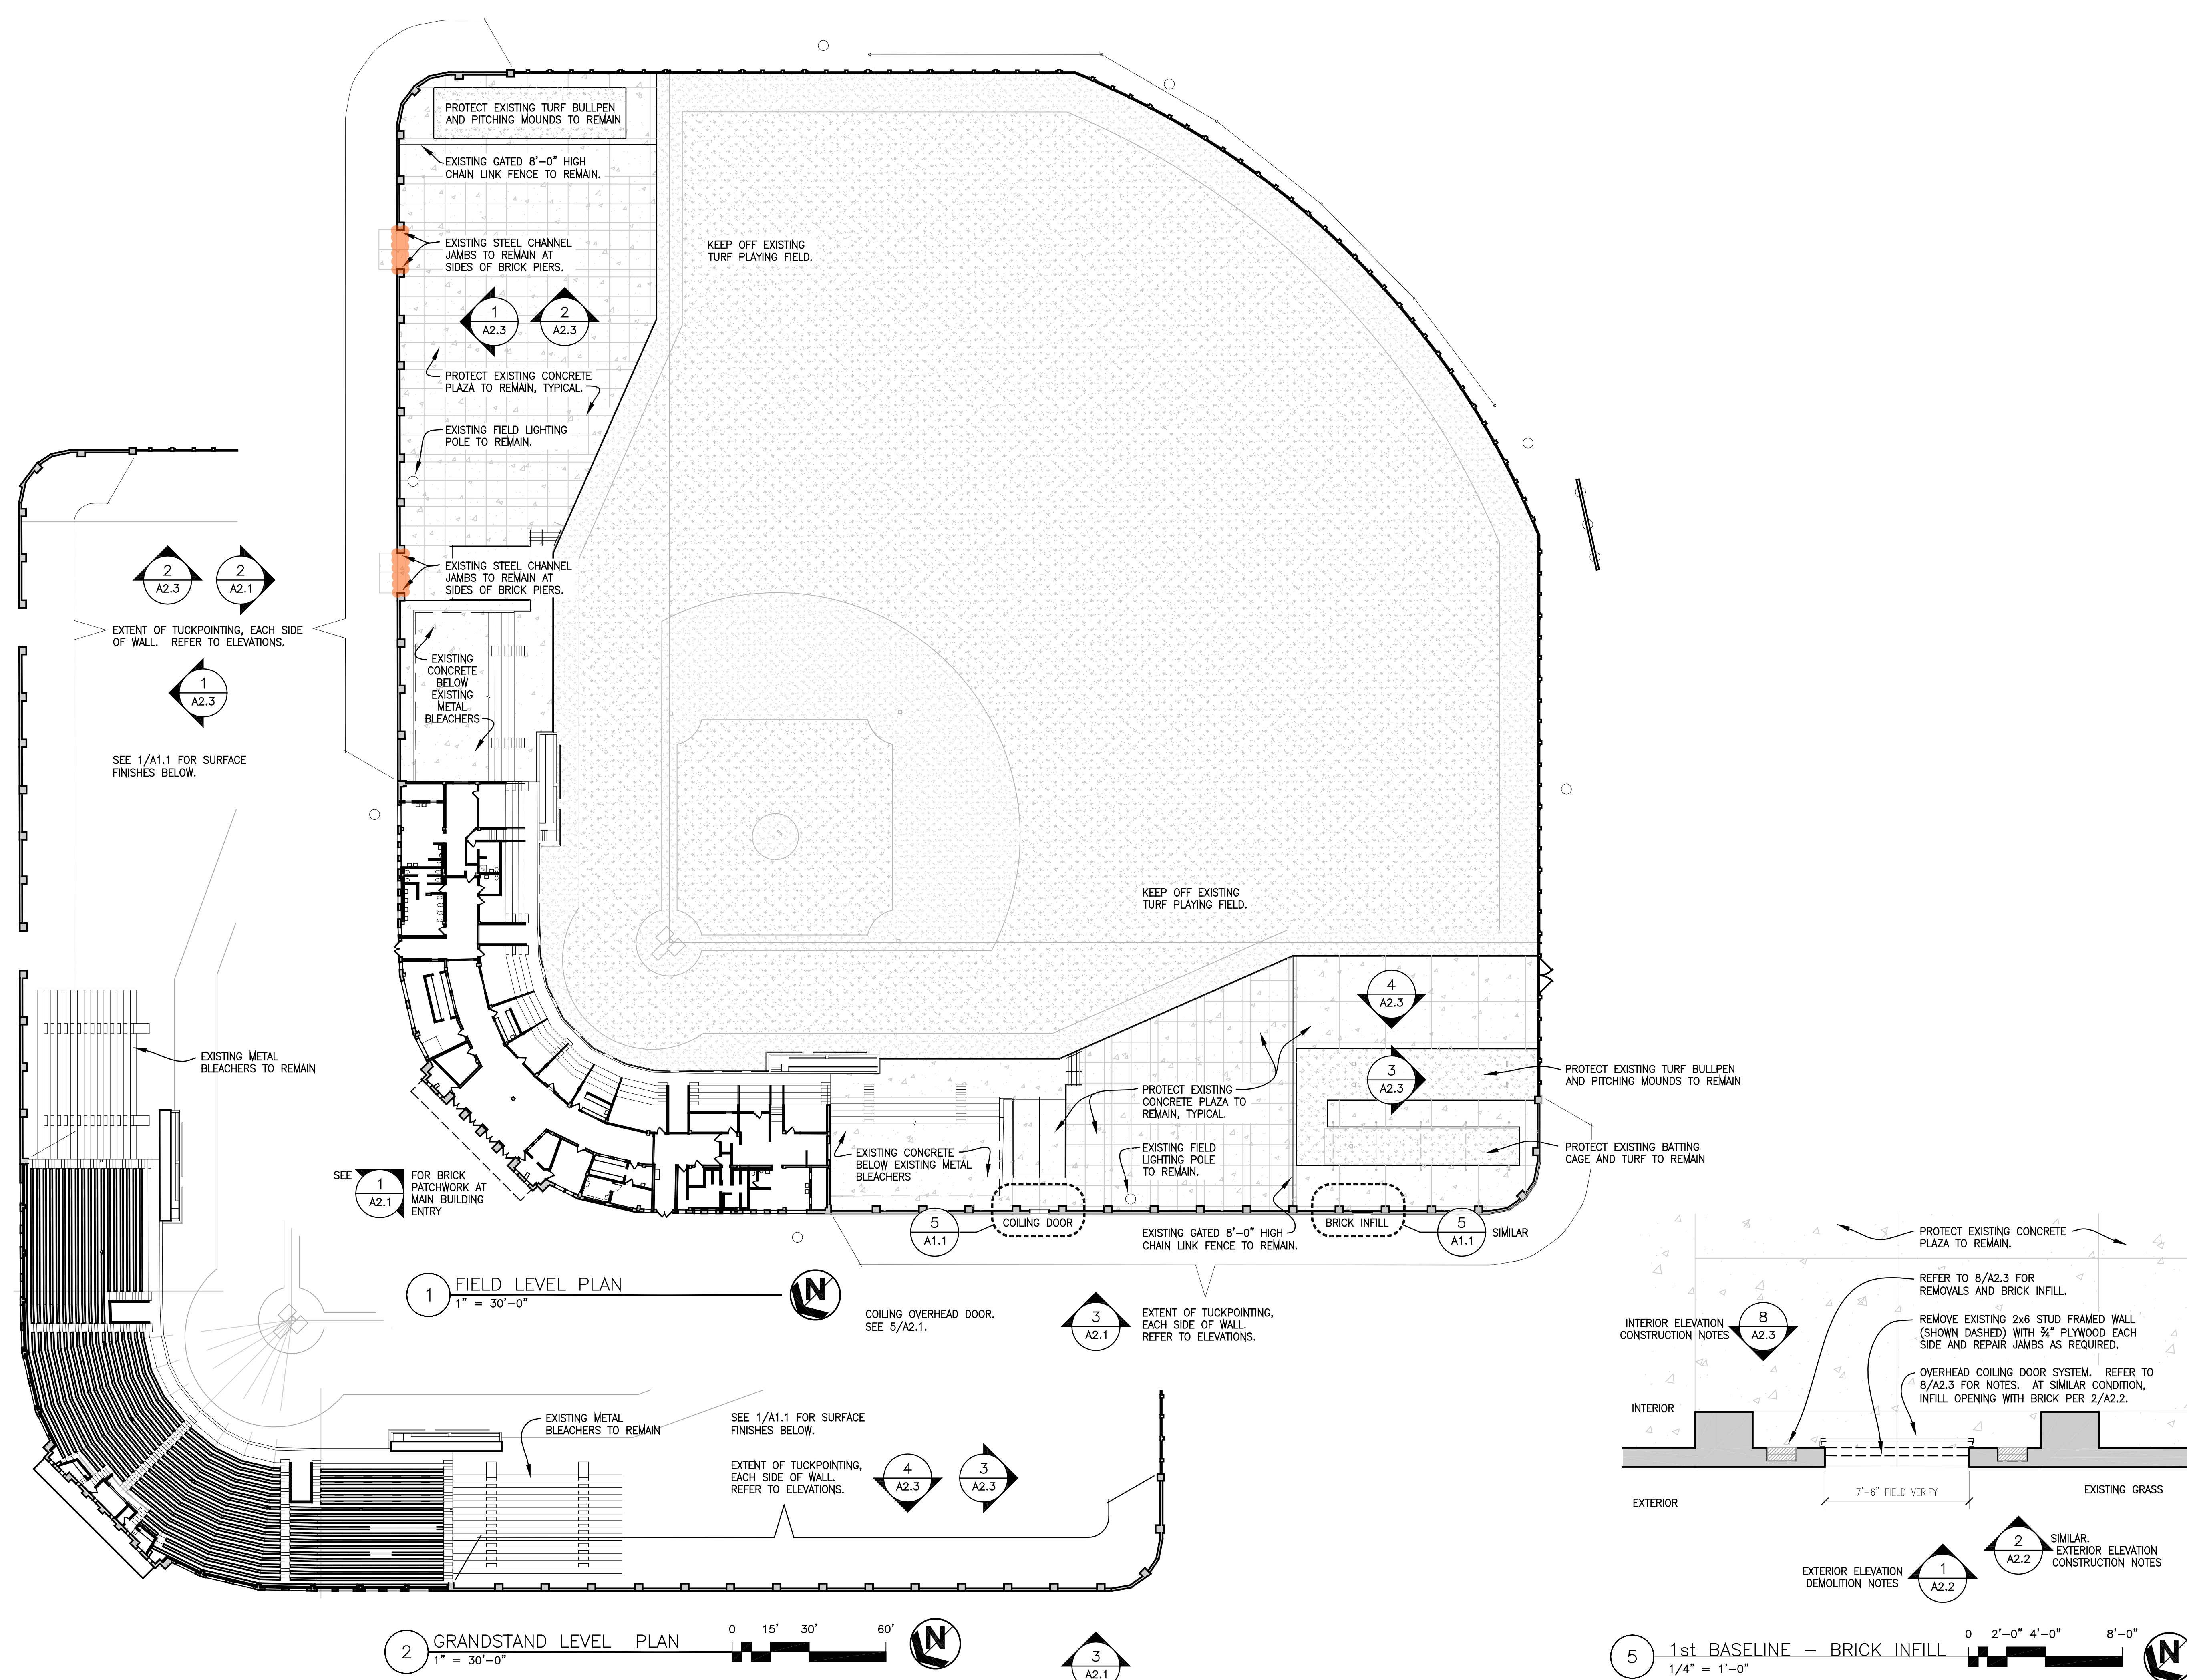 PROTECT EXISTING TURF BULLPEN
AND PITCHING MOUNDS TO REMAIN
EXISTING GATED 8'-0" HIGH
CHAIN LINK FENCE TO REMAIN.
EXISTING STEEL CHANNEL
JAMBS TO REMAIN AT
SIDES OF BRICK PIERS.
KEEP OFF EXISTING
TURF PLAYING FIELD.
1
A2.3
2
A2.3
PROTECT EXISTING CONCRETE
PLAZA TO REMAIN, TYPICAL.
EXISTING FIELD LIGHTING
POLE TO REMAIN.
EXISTING STEEL CHANNEL
JAMBS TO REMAIN AT
SIDES OF BRICK PIERS.
2
A2.3
2
A2.1
EXTENT OF TUCKPOINTING, EACH SIDE
OF WALL. REFER TO ELEVATIONS.
1
A2.3
SEE 1/A1.1 FOR SURFACE
FINISHES BELOW.
EXISTING
CONCRETE
BELOW
EXISTING
METAL
BLEACHERS
KEEP OFF EXISTING
TURF PLAYING FIELD.
4
A2.3
3
A2.3
PROTECT EXISTING TURF BULLPEN
AND PITCHING MOUNDS TO REMAIN
PROTECT EXISTING BATTING
CAGE AND TURF TO REMAIN
PROTECT EXISTING
CONCRETE PLAZA TO
REMAIN, TYPICAL.
EXISTING FIELD
LIGHTING POLE
TO REMAIN.
EXISTING CONCRETE
BELOW EXISTING METAL
BLEACHERS
EXISTING METAL
BLEACHERS TO REMAIN
SEE
1
A2.1
FOR BRICK
PATCHWORK AT
MAIN BUILDING
ENTRY
5
A1.1
COILING DOOR
EXISTING GATED 8'-0" HIGH
CHAIN LINK FENCE TO REMAIN.
BRICK INFILL
5
A1.1
SIMILAR
1
FIELD LEVEL PLAN
1" = 30'-0"
N
COILING OVERHEAD DOOR.
SEE 5/A2.1.
3
A2.1
EXTENT OF TUCKPOINTING,
EACH SIDE OF WALL.
REFER TO ELEVATIONS.
EXISTING METAL
BLEACHERS TO REMAIN
SEE 1/A1.1 FOR SURFACE
FINISHES BELOW.
EXTENT OF TUCKPOINTING,
EACH SIDE OF WALL.
REFER TO ELEVATIONS.
4
A2.3
3
A2.3
2
GRANDSTAND LEVEL PLAN
1" = 30'-0"
0 15' 30' 60'
N
3
A2.1
PROTECT EXISTING CONCRETE
PLAZA TO REMAIN.
REFER TO 8/A2.3 FOR
REMOVALS AND BRICK INFILL.
INTERIOR ELEVATION
CONSTRUCTION NOTES
8
A2.3
REMOVE EXISTING 2x6 STUD FRAMED WALL
(SHOWN DASHED) WITH ¾" PLYWOOD EACH
SIDE AND REPAIR JAMBS AS REQUIRED.
OVERHEAD COILING DOOR SYSTEM. REFER TO
8/A2.3 FOR NOTES. AT SIMILAR CONDITION,
INFILL OPENING WITH BRICK PER 2/A2.2.
INTERIOR
EXTERIOR
7'-6" FIELD VERIFY
EXISTING GRASS
2
A2.2
SIMILAR.
EXTERIOR ELEVATION
CONSTRUCTION NOTES
EXTERIOR ELEVATION
DEMOLITION NOTES
1
A2.2
5
1st BASELINE – BRICK INFILL
1/4" = 1'-0"
0 2'-0" 4'-0" 8'-0"
N